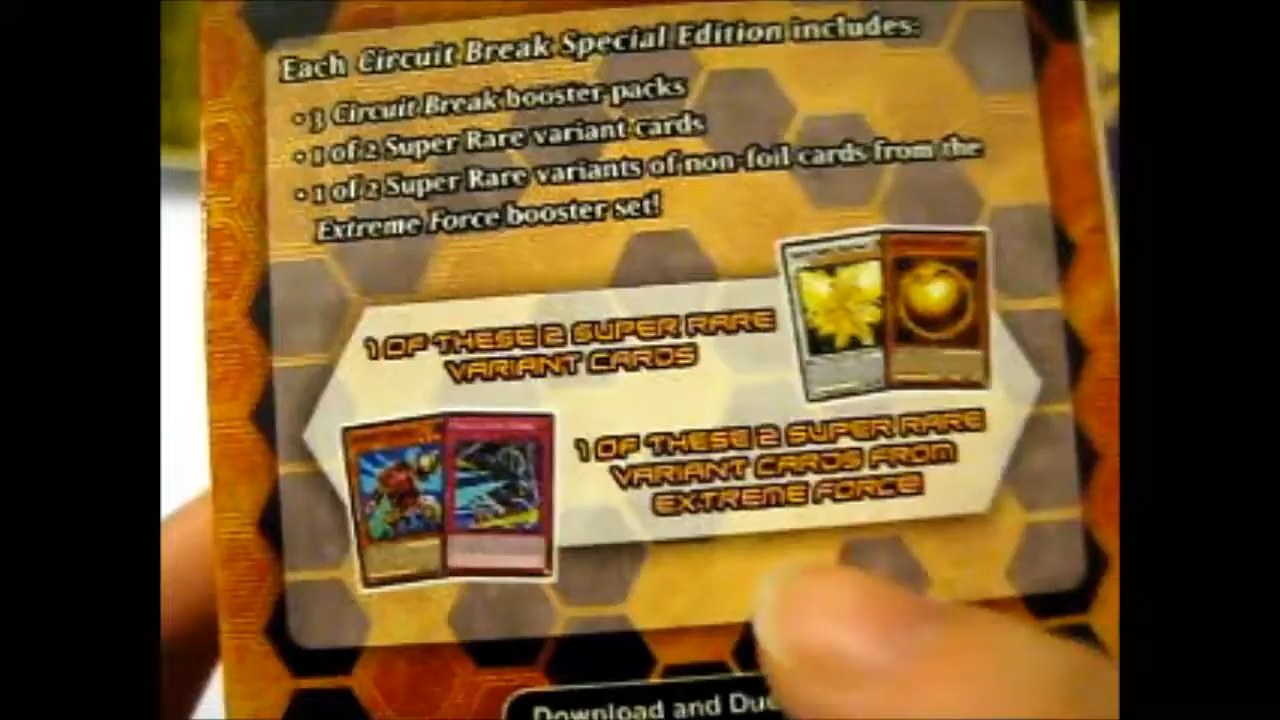 Each Circuit Break Special Edition includes:
• 3 Circuit Break booster packs
• 1 of 2 Super Rare variant cards
• 1 of 2 Super Rare variants of non-foil cards from the
Extreme Force booster set!
1 OF THESE 2 SUPER RARE
VARIANT CARDS
1 OF THESE 2 SUPER RARE
VARIANT CARDS FROM
EXTREME FORCE!
Download and